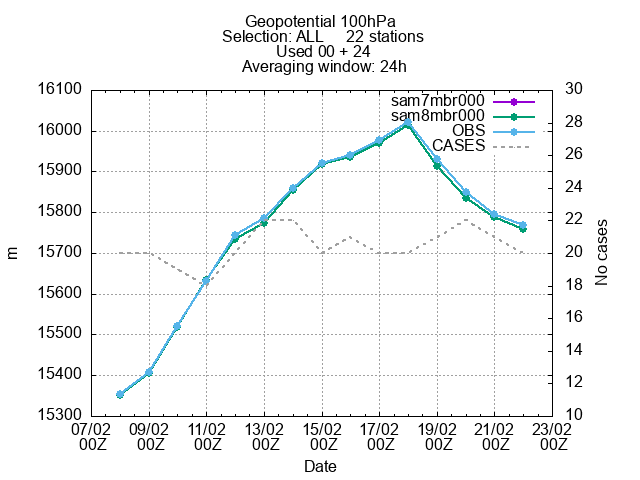 Geopotential 100hPa
Selection: ALL 22 stations
Used 00 + 24
Averaging window: 24h
sam7mbr000
sam8mbr000
OBS
CASES
16100
16000
15900
15800
15700
15600
15500
15400
15300
m
30
28
26
24
22
20
18
16
14
12
10
No cases
07/02 09/02 11/02 13/02 15/02 17/02 19/02 21/02 23/02
00Z 00Z 00Z 00Z 00Z 00Z 00Z 00Z 00Z
Date